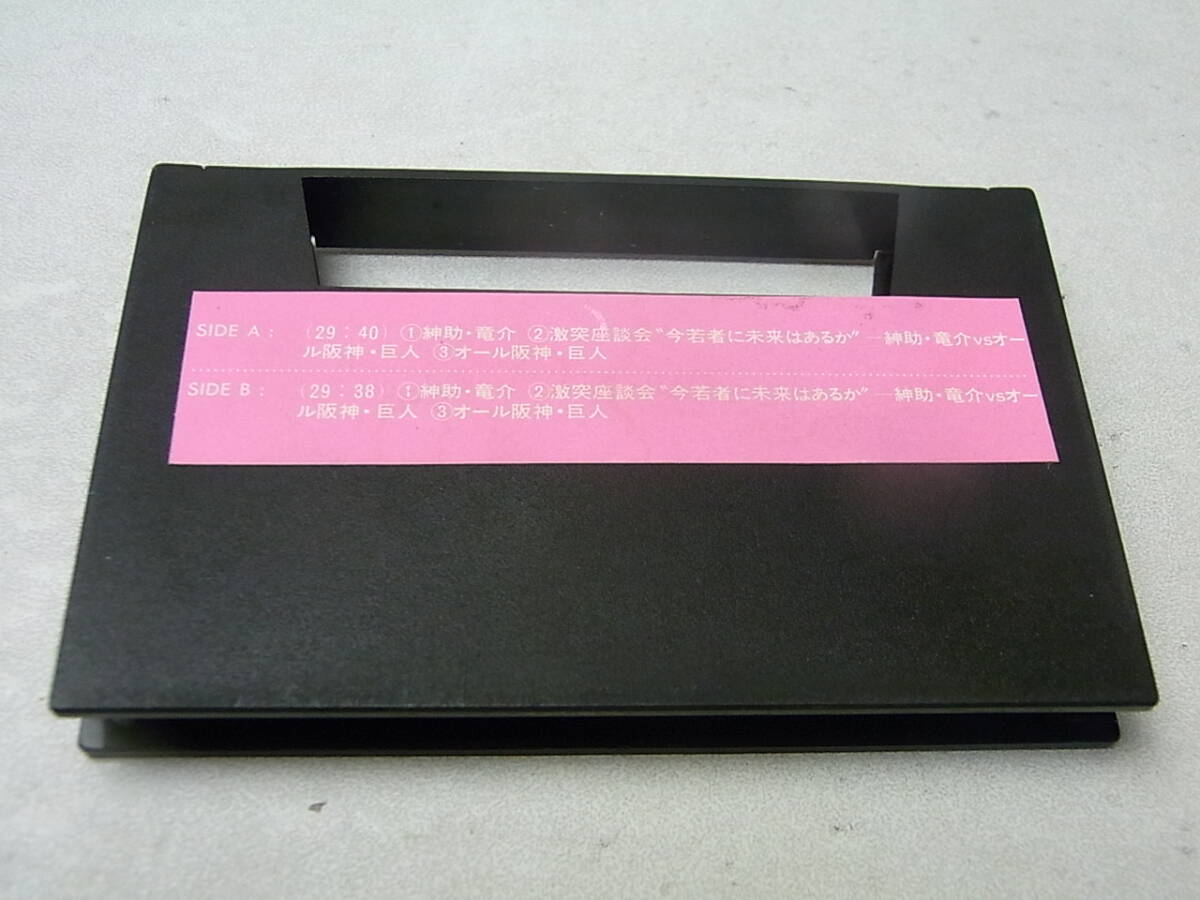 SIDE A： （29：40） ①紳助・竜介 ②激突座談会“今若者に未来はあるか”—紳助・竜介vsオー
ル阪神・巨人 ③オール阪神・巨人
SIDE B： （29：38） ①紳助・竜介 ②激突座談会“今若者に未来はあるか”—紳助・竜介vsオー
ル阪神・巨人 ③オール阪神・巨人